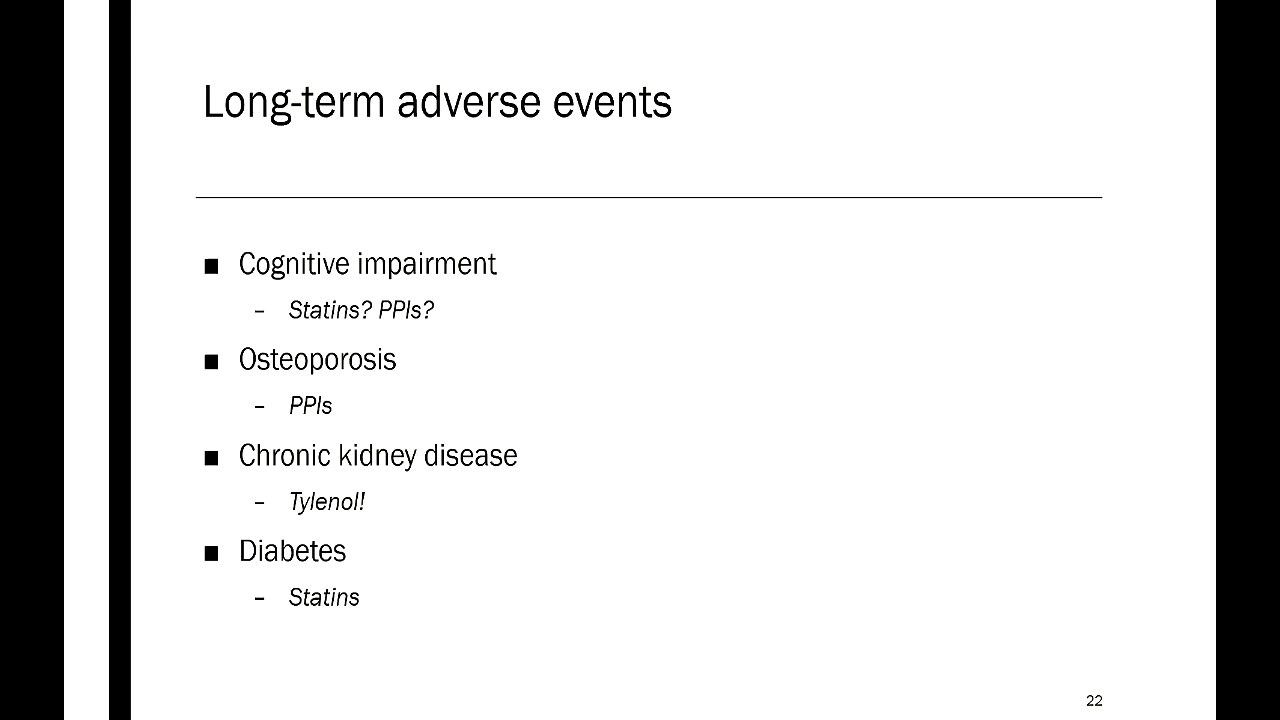 Long-term adverse events
■ Cognitive impairment
– Statins? PPIs?
■ Osteoporosis
– PPIs
■ Chronic kidney disease
– Tylenol!
■ Diabetes
– Statins
22